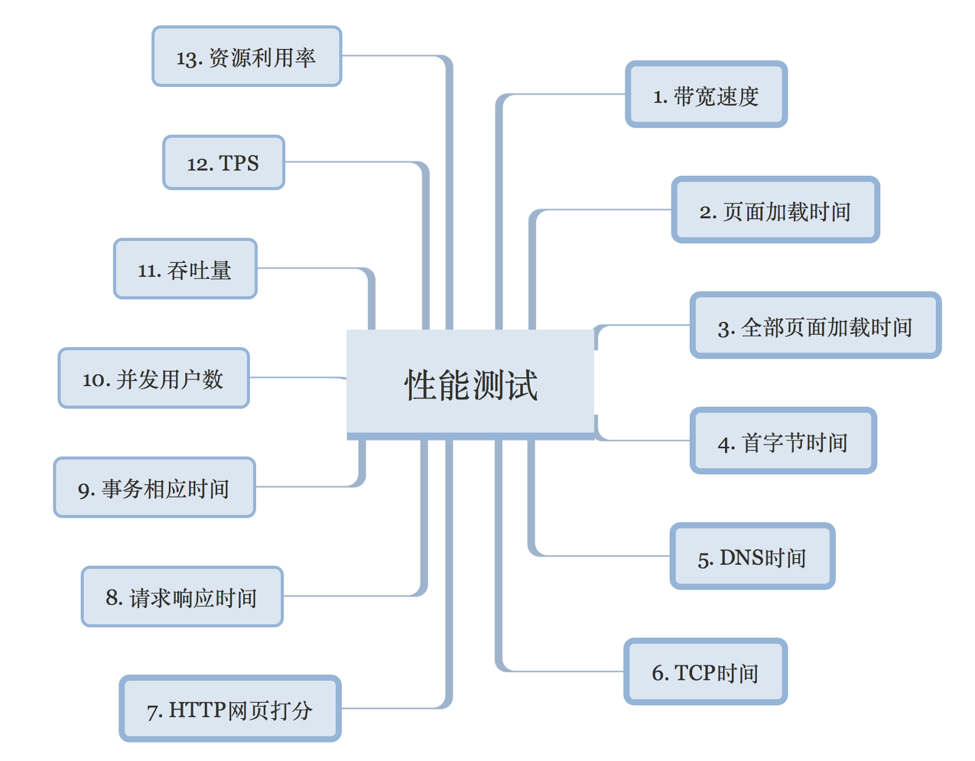 性能测试
1. 带宽速度
2. 页面加载时间
3. 全部页面加载时间
4. 首字节时间
5. DNS时间
6. TCP时间
7. HTTP网页打分
8. 请求响应时间
9. 事务相应时间
10. 并发用户数
11. 吞吐量
12. TPS
13. 资源利用率